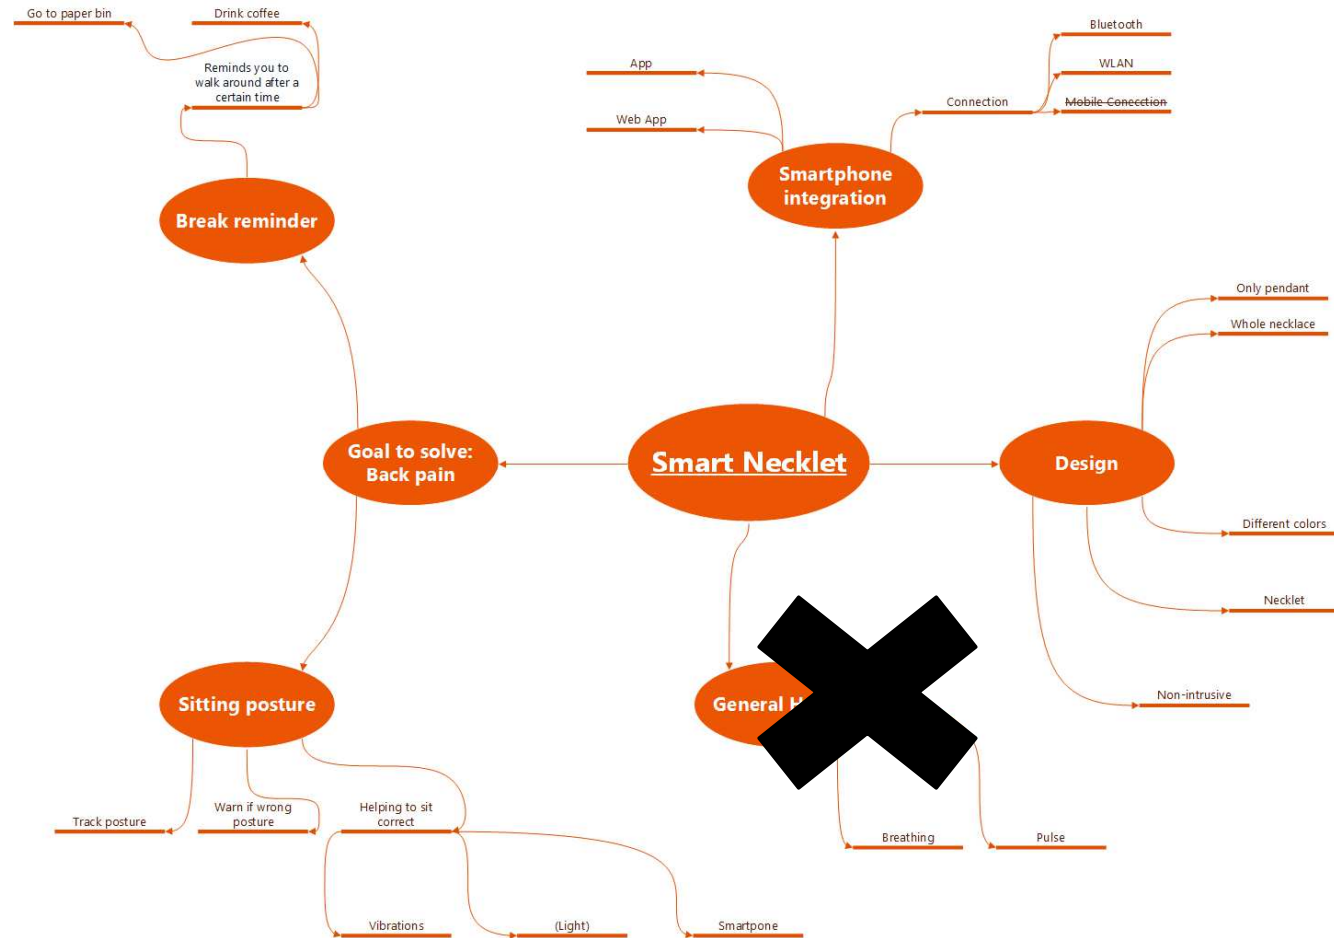 Go to paper bin
Drink coffee
Reminds you to
walk around after a
certain time
Break reminder
App
Web App
Smartphone
integration
Connection
Bluetooth
WLAN
Mobile Conecction
Only pendant
Whole necklace
Goal to solve:
Back pain
Smart Necklet
Design
Different colors
Necklet
Non-intrusive
Sitting posture
General
Track posture
Warn if wrong
posture
Helping to sit
correct
Breathing
Pulse
Vibrations
(Light)
Smartpone